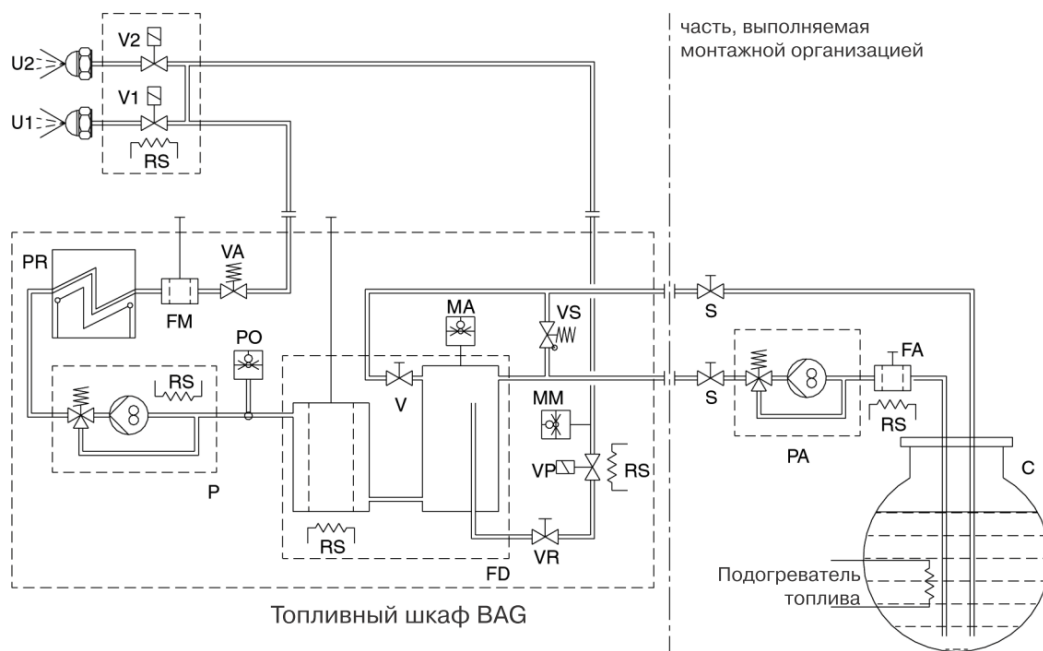 часть, выполняемая
монтажной организацией
V2
U2
V1
U1
RS
PR
VA
FM
PO
MA
VS
S
FA
RS
V
S
RS
MM
PA
C
P
VP
RS
RS
VR
FD
Подогреватель
топлива
Топливный шкаф BAG